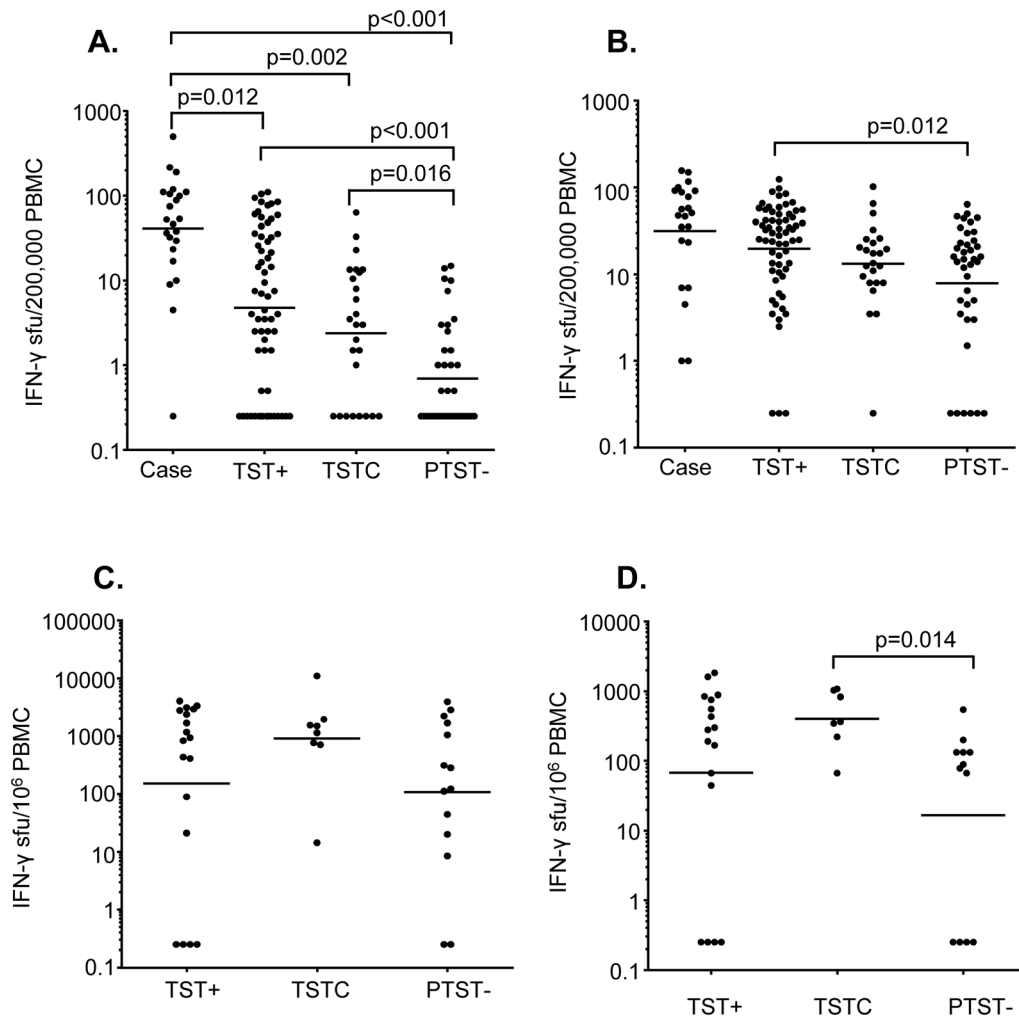 A.
p<0.001
p=0.002
p=0.012
p<0.001
p=0.016
IFN-γ sfu/200,000 PBMC
1000
100
10
1
0.1
Case TST+ TSTC PTST-
B.
p=0.012
IFN-γ sfu/200,000 PBMC
1000
100
10
1
0.1
Case TST+ TSTC PTST-
C.
IFN-γ sfu/10⁶ PBMC
100000
10000
1000
100
10
1
0.1
TST+ TSTC PTST-
D.
p=0.014
IFN-γ sfu/10⁶ PBMC
10000
1000
100
10
1
0.1
TST+ TSTC PTST-